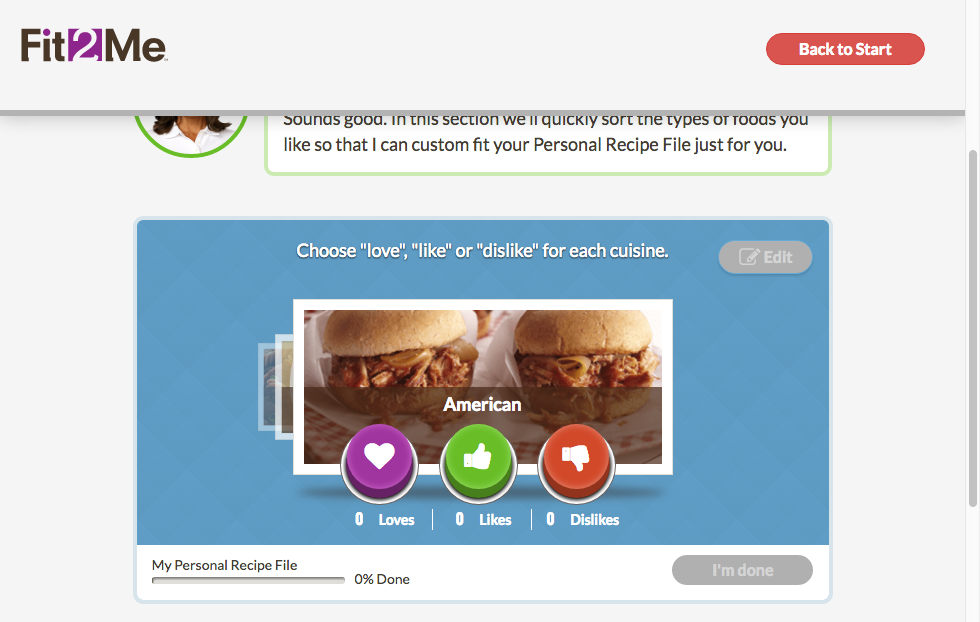 Fit2Me
Back to Start
Sounds good. In this section we'll quickly sort the types of foods you
like so that I can custom fit your Personal Recipe File just for you.
Choose "love", "like" or "dislike" for each cuisine.
Edit
American
0 Loves
0 Likes
0 Dislikes
My Personal Recipe File
0% Done
I'm done